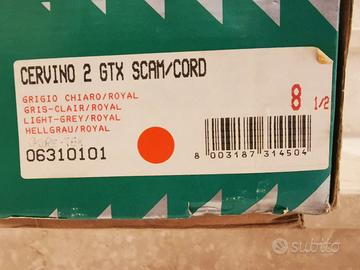 CERVINO 2 GTX SCAM/CORD
GRIGIO CHIARO/ROYAL
GRIS-CLAIR/ROYAL
LIGHT-GREY/ROYAL
HELLGRAU/ROYAL
8 1/2
06310101
8 003187 314504
subito